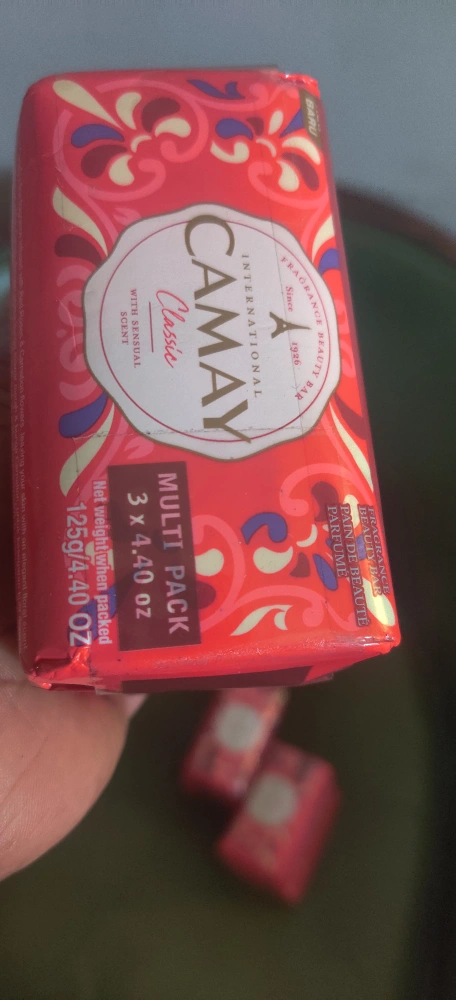 BARU
FRAGRANCE BEAUTY BAR
Since 1926
INTERNATIONAL
CAMAY
Classic
WITH SENSUAL
SCENT
FRAGRANCE
BEAUTY BAR
PAIN DE BEAUTÉ
PARFUMÉ
MULTI PACK
3 x 4.40 oz
Net weight when packed
125g/4.40 OZ